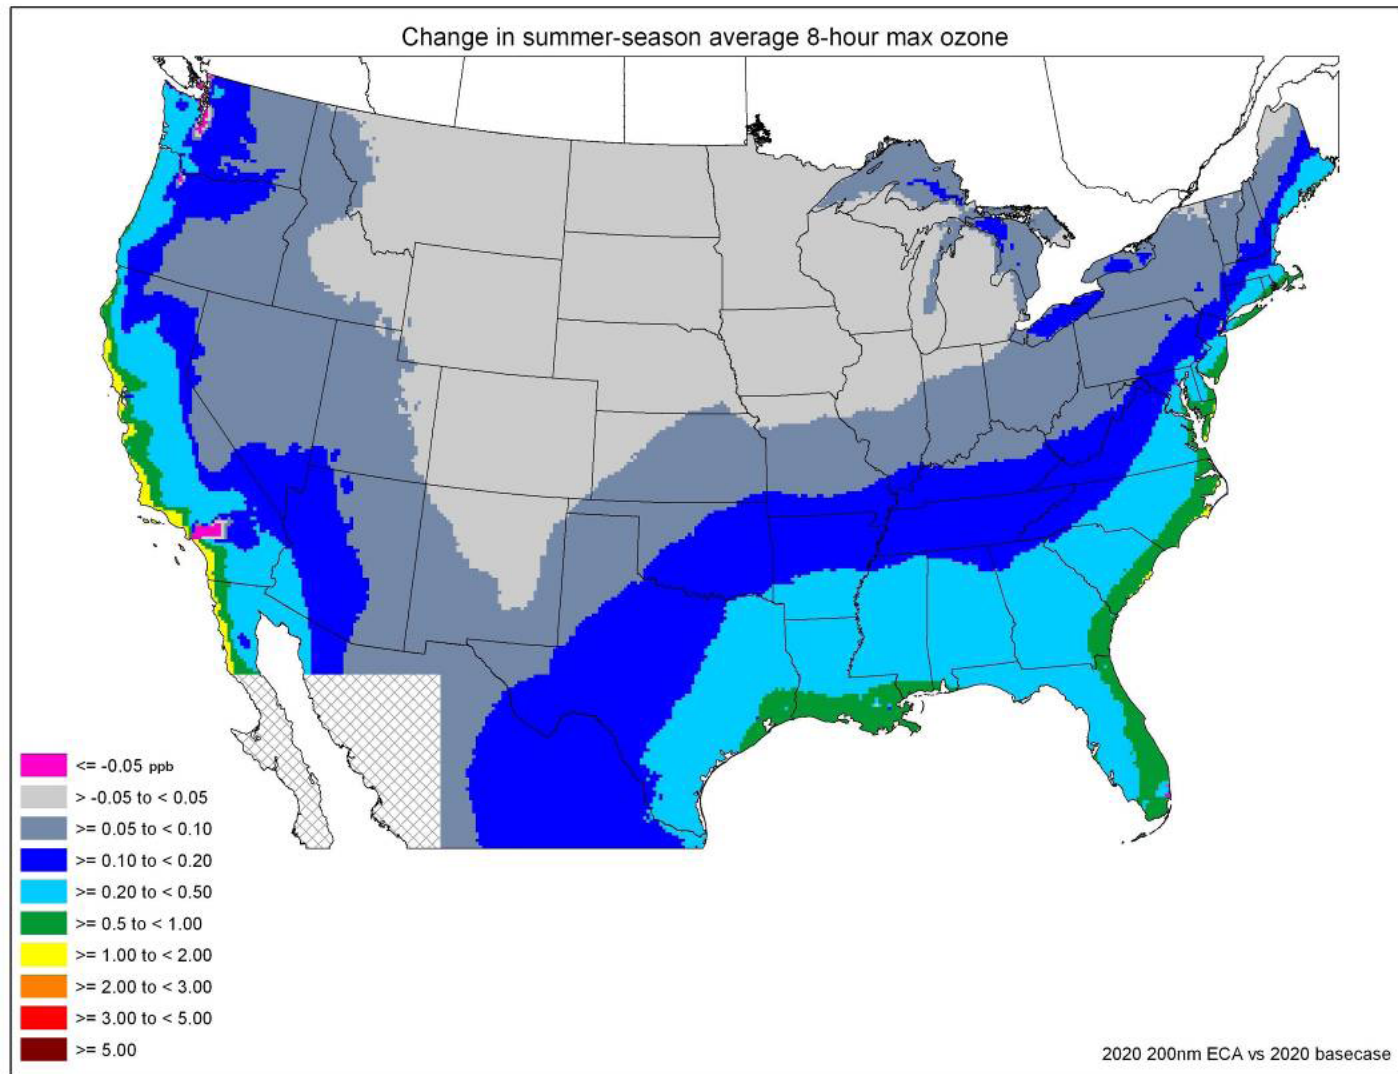 Change in summer-season average 8-hour max ozone
<= -0.05 ppb
> -0.05 to < 0.05
>= 0.05 to < 0.10
>= 0.10 to < 0.20
>= 0.20 to < 0.50
>= 0.5 to < 1.00
>= 1.00 to < 2.00
>= 2.00 to < 3.00
>= 3.00 to < 5.00
>= 5.00
2020 200nm ECA vs 2020 basecase